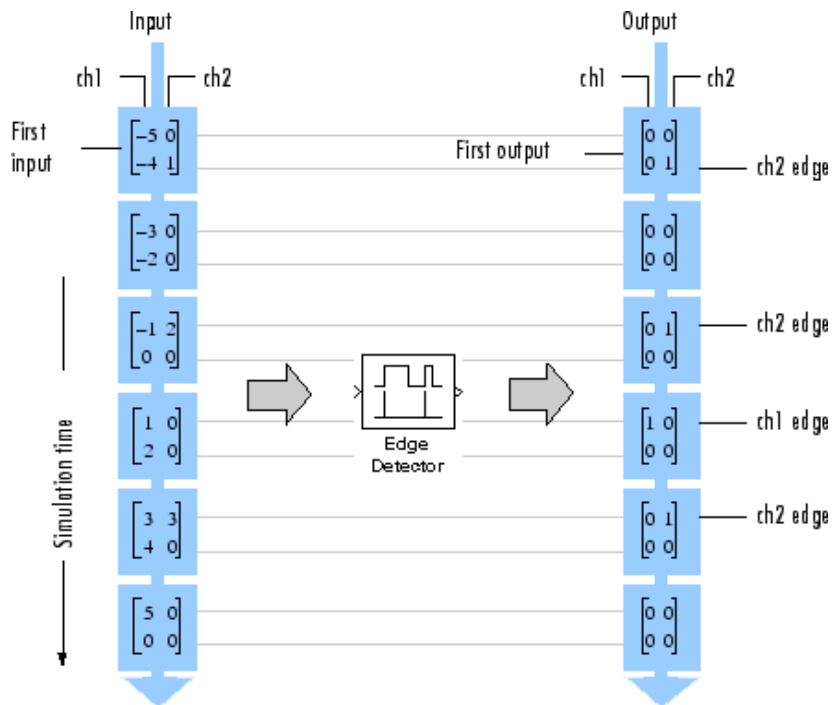 Input
Output
ch1 ch2
ch1 ch2
First
input
-5 0
-4 1
First output
0 0
0 1
ch2 edge
-3 0
-2 0
0 0
0 0
-1 2
0 0
0 1
0 0
ch2 edge
1 0
2 0
1 0
0 0
ch1 edge
Edge
Detector
Simulation time
3 3
4 0
0 1
0 0
ch2 edge
5 0
0 0
0 0
0 0